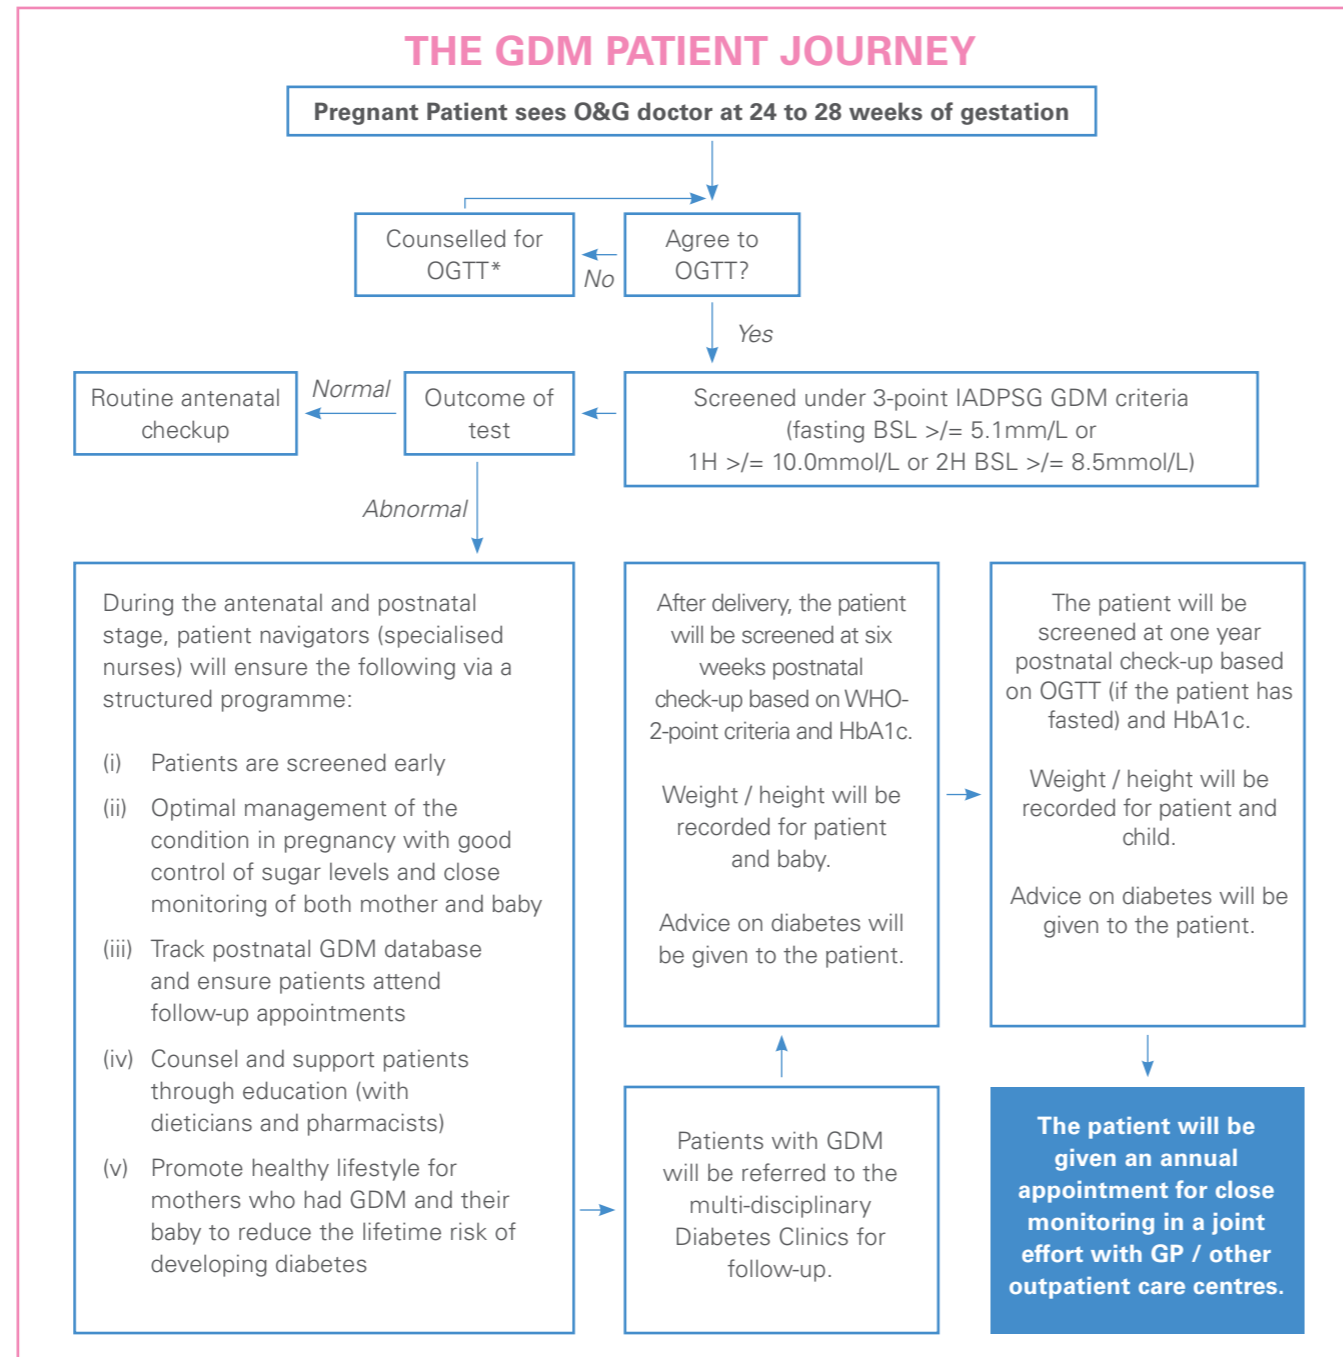 THE GDM PATIENT JOURNEY
Pregnant Patient sees O&G doctor at 24 to 28 weeks of gestation
Counselled for
OGTT*
No
Agree to
OGTT?
Yes
Routine antenatal
checkup
Normal
Outcome of
test
Screened under 3-point IADPSG GDM criteria
(fasting BSL >/= 5.1mm/L or
1H >/= 10.0mmol/L or 2H BSL >/= 8.5mmol/L)
Abnormal
During the antenatal and postnatal
stage, patient navigators (specialised
nurses) will ensure the following via a
structured programme:
(i) Patients are screened early
(ii) Optimal management of the
condition in pregnancy with good
control of sugar levels and close
monitoring of both mother and baby
(iii) Track postnatal GDM database
and ensure patients attend
follow-up appointments
(iv) Counsel and support patients
through education (with
dieticians and pharmacists)
(v) Promote healthy lifestyle for
mothers who had GDM and their
baby to reduce the lifetime risk of
developing diabetes
Patients with GDM
will be referred to the
multi-disciplinary
Diabetes Clinics for
follow-up.
After delivery, the patient
will be screened at six
weeks postnatal
check-up based on WHO-
2-point criteria and HbA1c.
Weight / height will be
recorded for patient
and baby.
Advice on diabetes will
be given to the patient.
The patient will be
screened at one year
postnatal check-up based
on OGTT (if the patient has
fasted) and HbA1c.
Weight / height will be
recorded for patient and
child.
Advice on diabetes will be
given to the patient.
The patient will be
given an annual
appointment for close
monitoring in a joint
effort with GP / other
outpatient care centres.